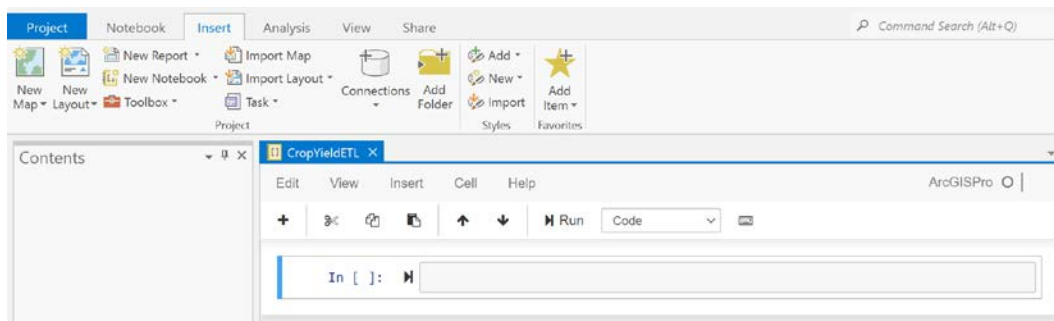 Project Notebook Insert Analysis View Share Command Search (Alt+Q)
New Map New Layout New Report New Notebook Toolbox Import Map Import Layout Task Connections Add Folder Add New Import Add Item
Project Styles Favorites
Contents CropYieldETL
Edit View Insert Cell Help ArcGISPro
Run Code
In [ ]: